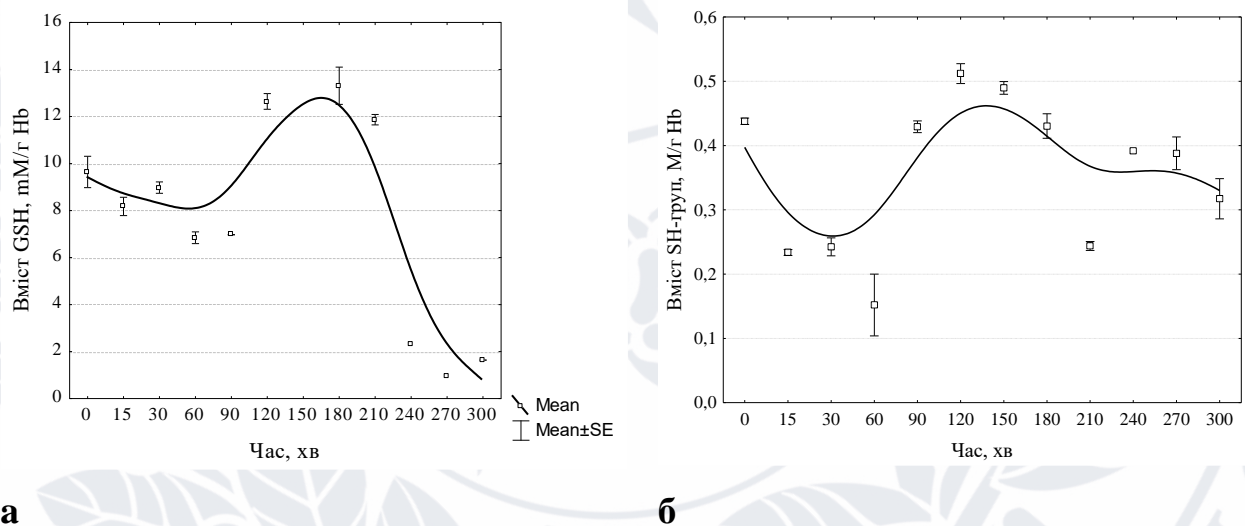 16
14
12
10
8
6
4
2
0
Вміст GSH, mM/г Hb
0 15 30 60 90 120 150 180 210 240 270 300
Час, хв
Mean
Mean±SE
а
0,6
0,5
0,4
0,3
0,2
0,1
0,0
Вміст SH-груп, М/г Hb
0 15 30 60 90 120 150 180 210 240 270 300
Час, хв
б